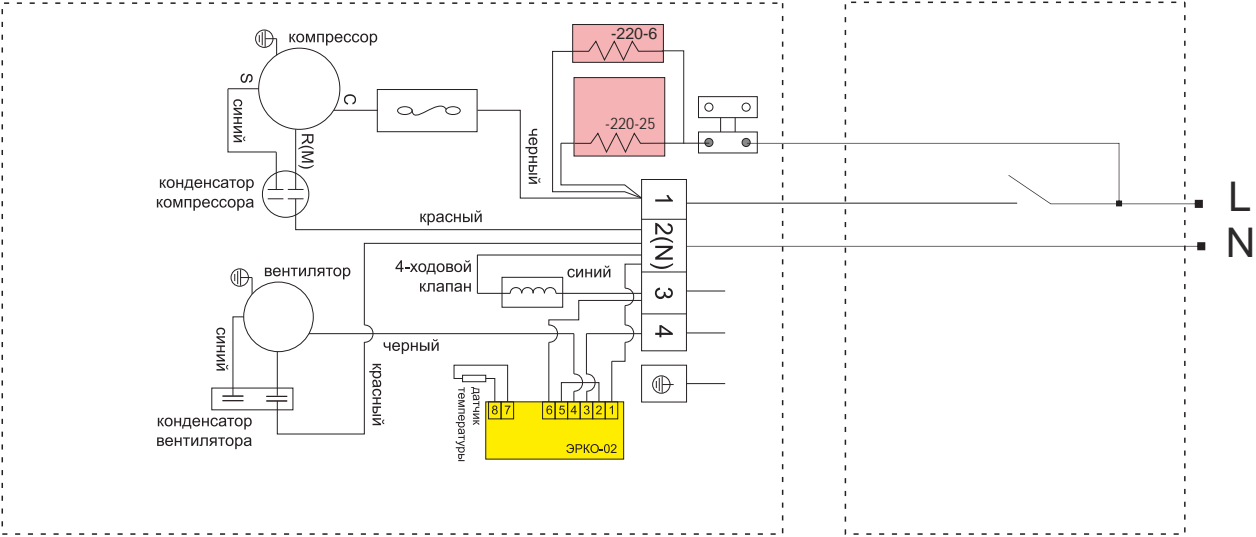 компрессор
-220-6
S
C
синий
R(M)
-220-25
черный
конденсатор
компрессора
1
L
красный
2(N)
N
вентилятор
4-ходовой
клапан
синий
3
4
синий
черный
красный
датчик
температуры
8 7
6 5 4 3 2 1
конденсатор
вентилятора
ЭРКО-02